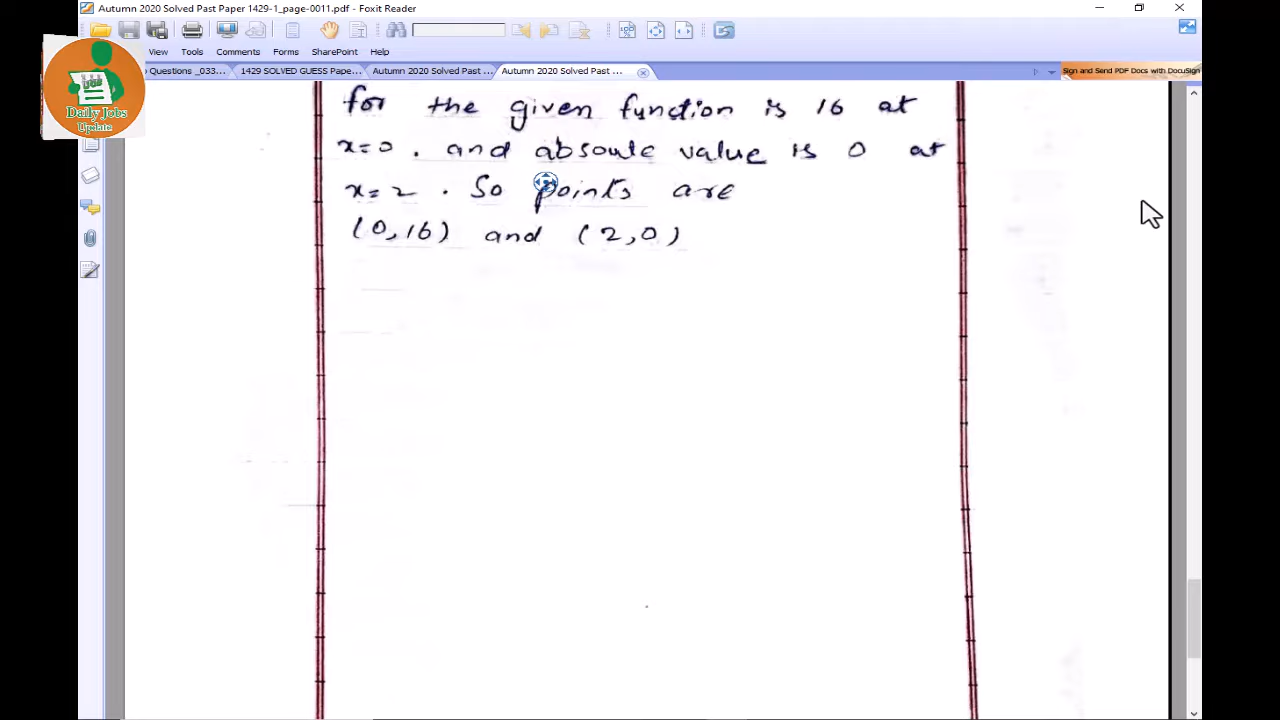 Autumn 2020 Solved Past Paper 1429-1_page-0011.pdf - Foxit Reader
View Tools Comments Forms SharePoint Help
Questions _033... 1429 SOLVED GUESS Pape... Autumn 2020 Solved Past ... Autumn 2020 Solved Past ...
Sign and Send PDF Docs with DocuSign
JOBS
Daily Jobs
Update
for the given function is 16 at
x=0 . and absoulte value is 0 at
x=2 . So points are
(0,16) and (2,0)